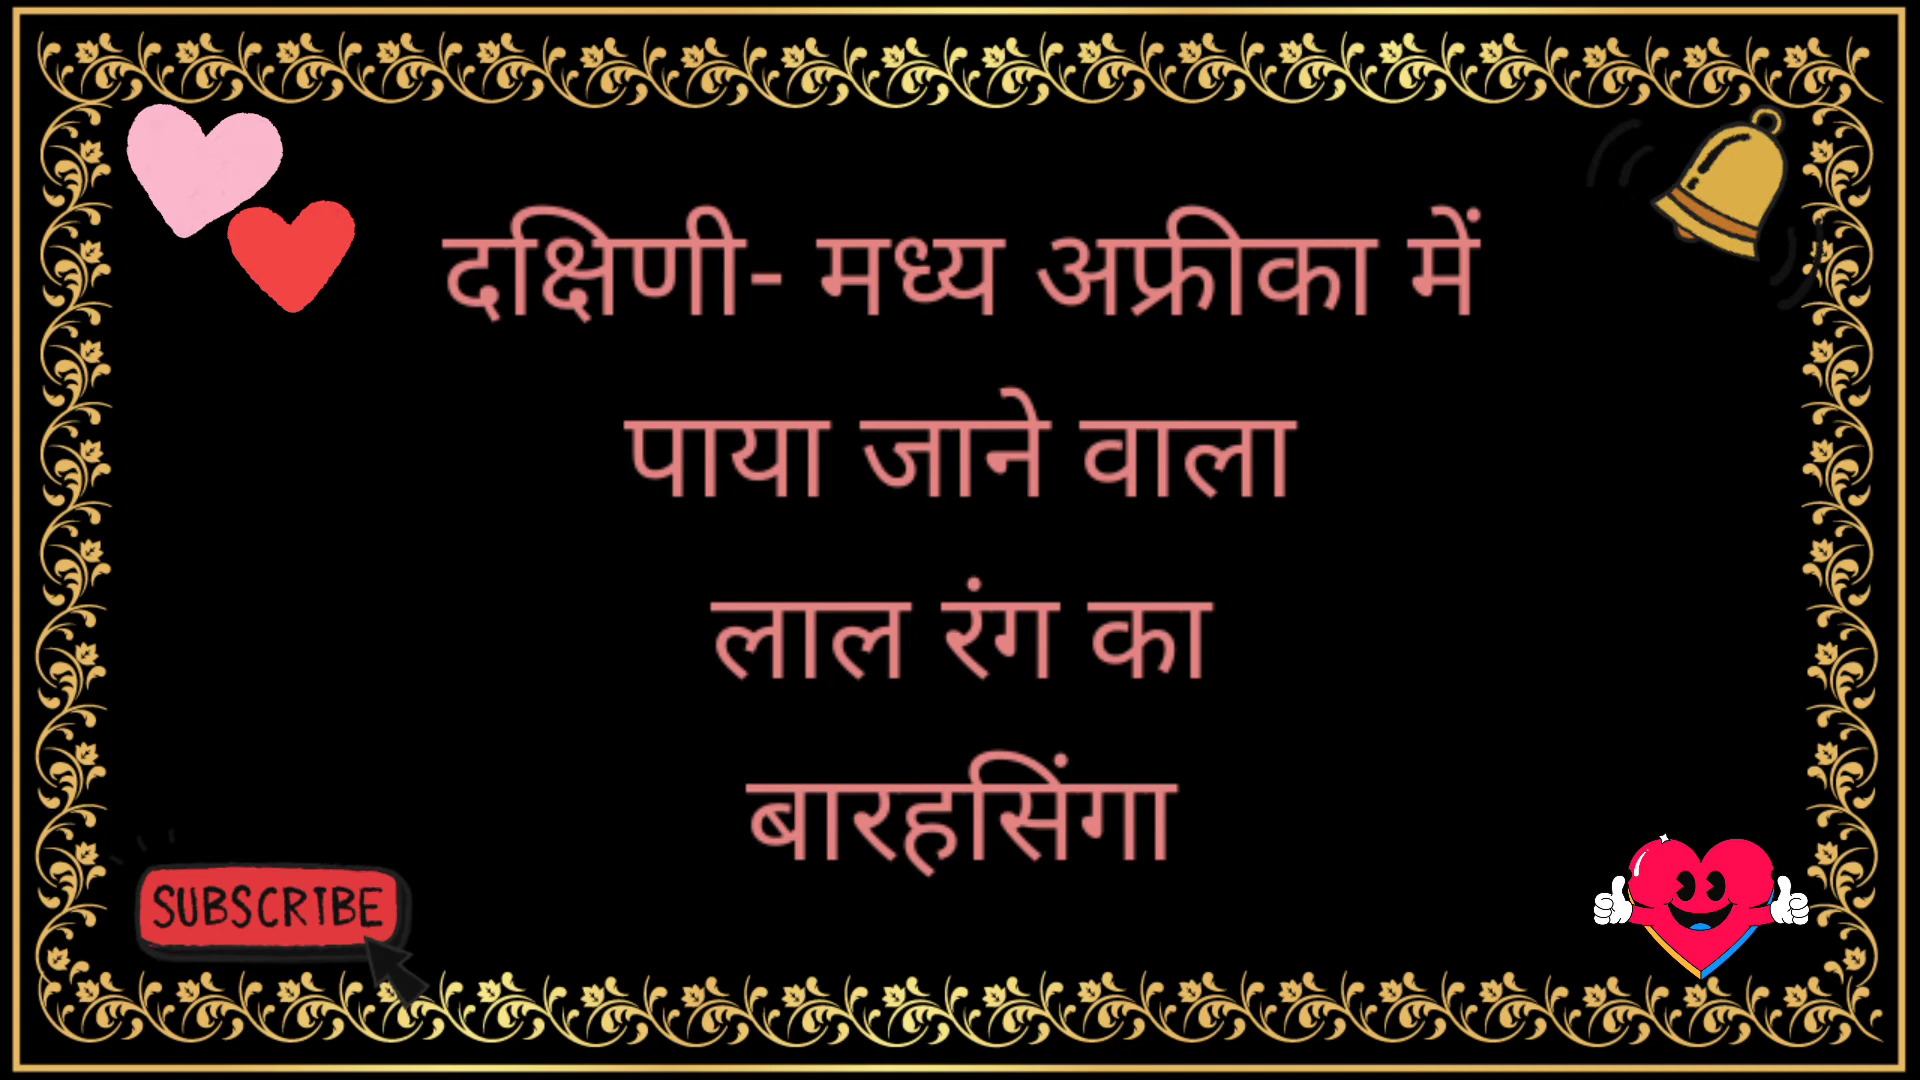 दक्षिणी- मध्य अफ्रीका में
पाया जाने वाला
लाल रंग का
बारहसिंगा
SUBSCRIBE